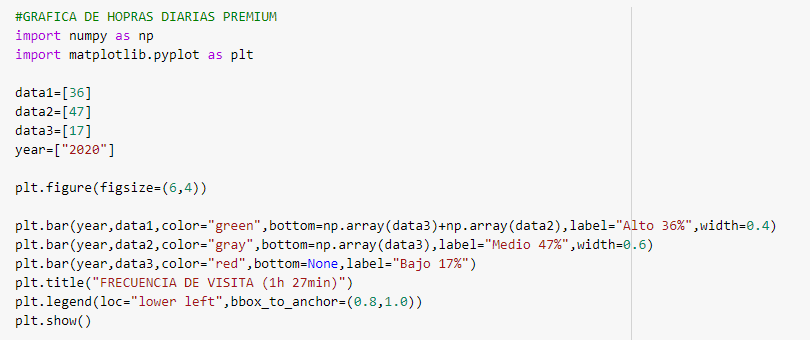 #GRAFICA DE HOPRAS DIARIAS PREMIUM
import numpy as np
import matplotlib.pyplot as plt
data1=[36]
data2=[47]
data3=[17]
year=["2020"]
plt.figure(figsize=(6,4))
plt.bar(year,data1,color="green",bottom=np.array(data3)+np.array(data2),label="Alto 36%",width=0.4)
plt.bar(year,data2,color="gray",bottom=np.array(data3),label="Medio 47%",width=0.6)
plt.bar(year,data3,color="red",bottom=None,label="Bajo 17%")
plt.title("FRECUENCIA DE VISITA (1h 27min)")
plt.legend(loc="lower left",bbox_to_anchor=(0.8,1.0))
plt.show()